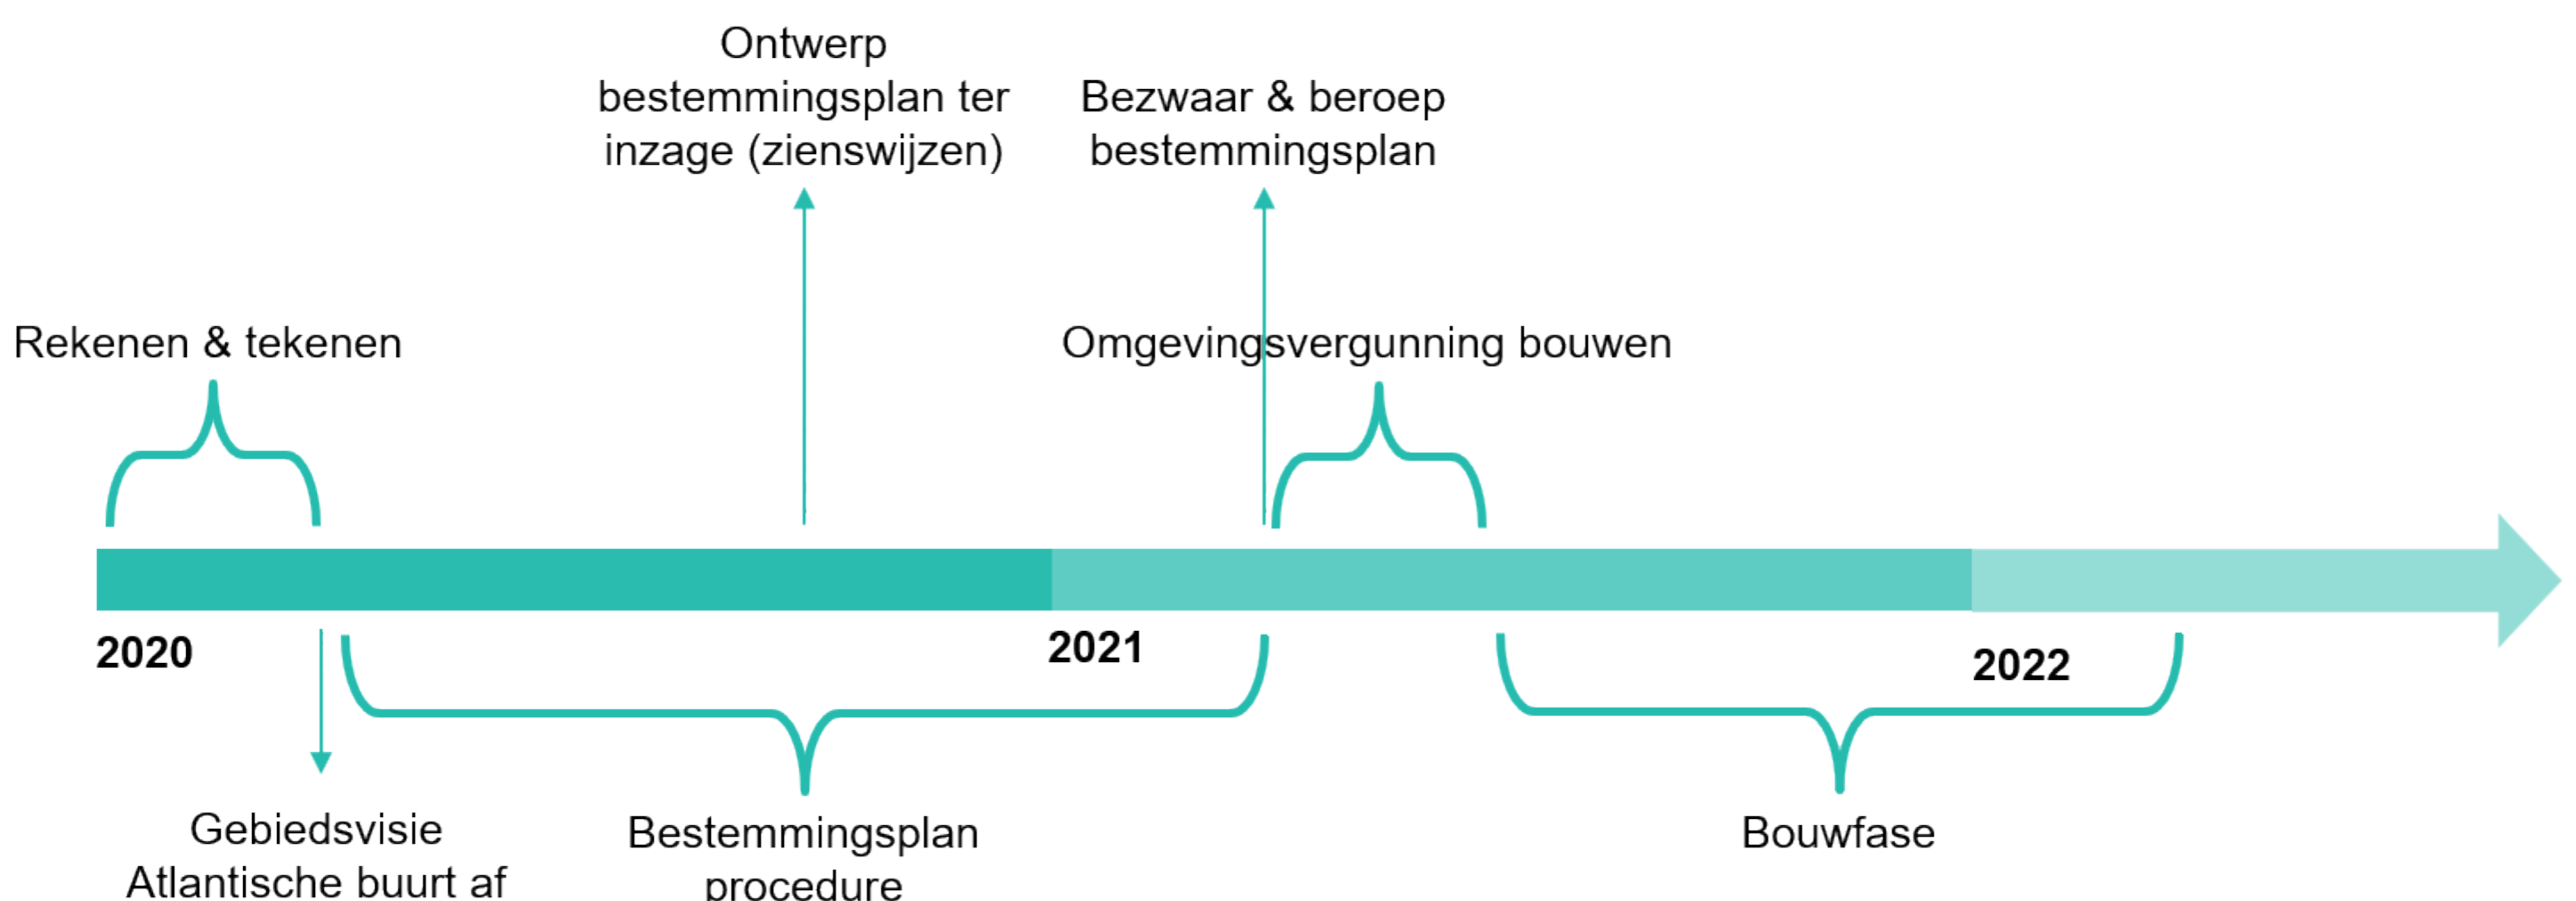 Ontwerp
bestemmingsplan ter
inzage (zienswijzen)
Bezwaar & beroep
bestemmingsplan
Rekenen & tekenen
Omgevingsvergunning bouwen
2020
2021
2022
Gebiedsvisie
Atlantische buurt af
Bestemmingsplan
procedure
Bouwfase